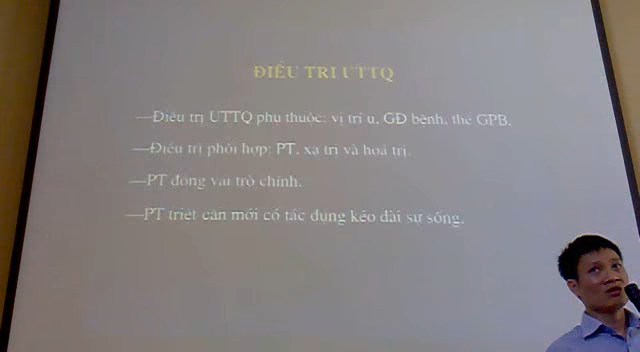 ĐIỀU TRỊ UTTQ
—Điều trị UTTQ phụ thuộc: vị trí u, GĐ bệnh, thể GPB.
—Điều trị phối hợp: PT, xạ trị và hoá trị.
—PT đóng vai trò chính.
—PT triệt căn mới có tác dụng kéo dài sự sống.